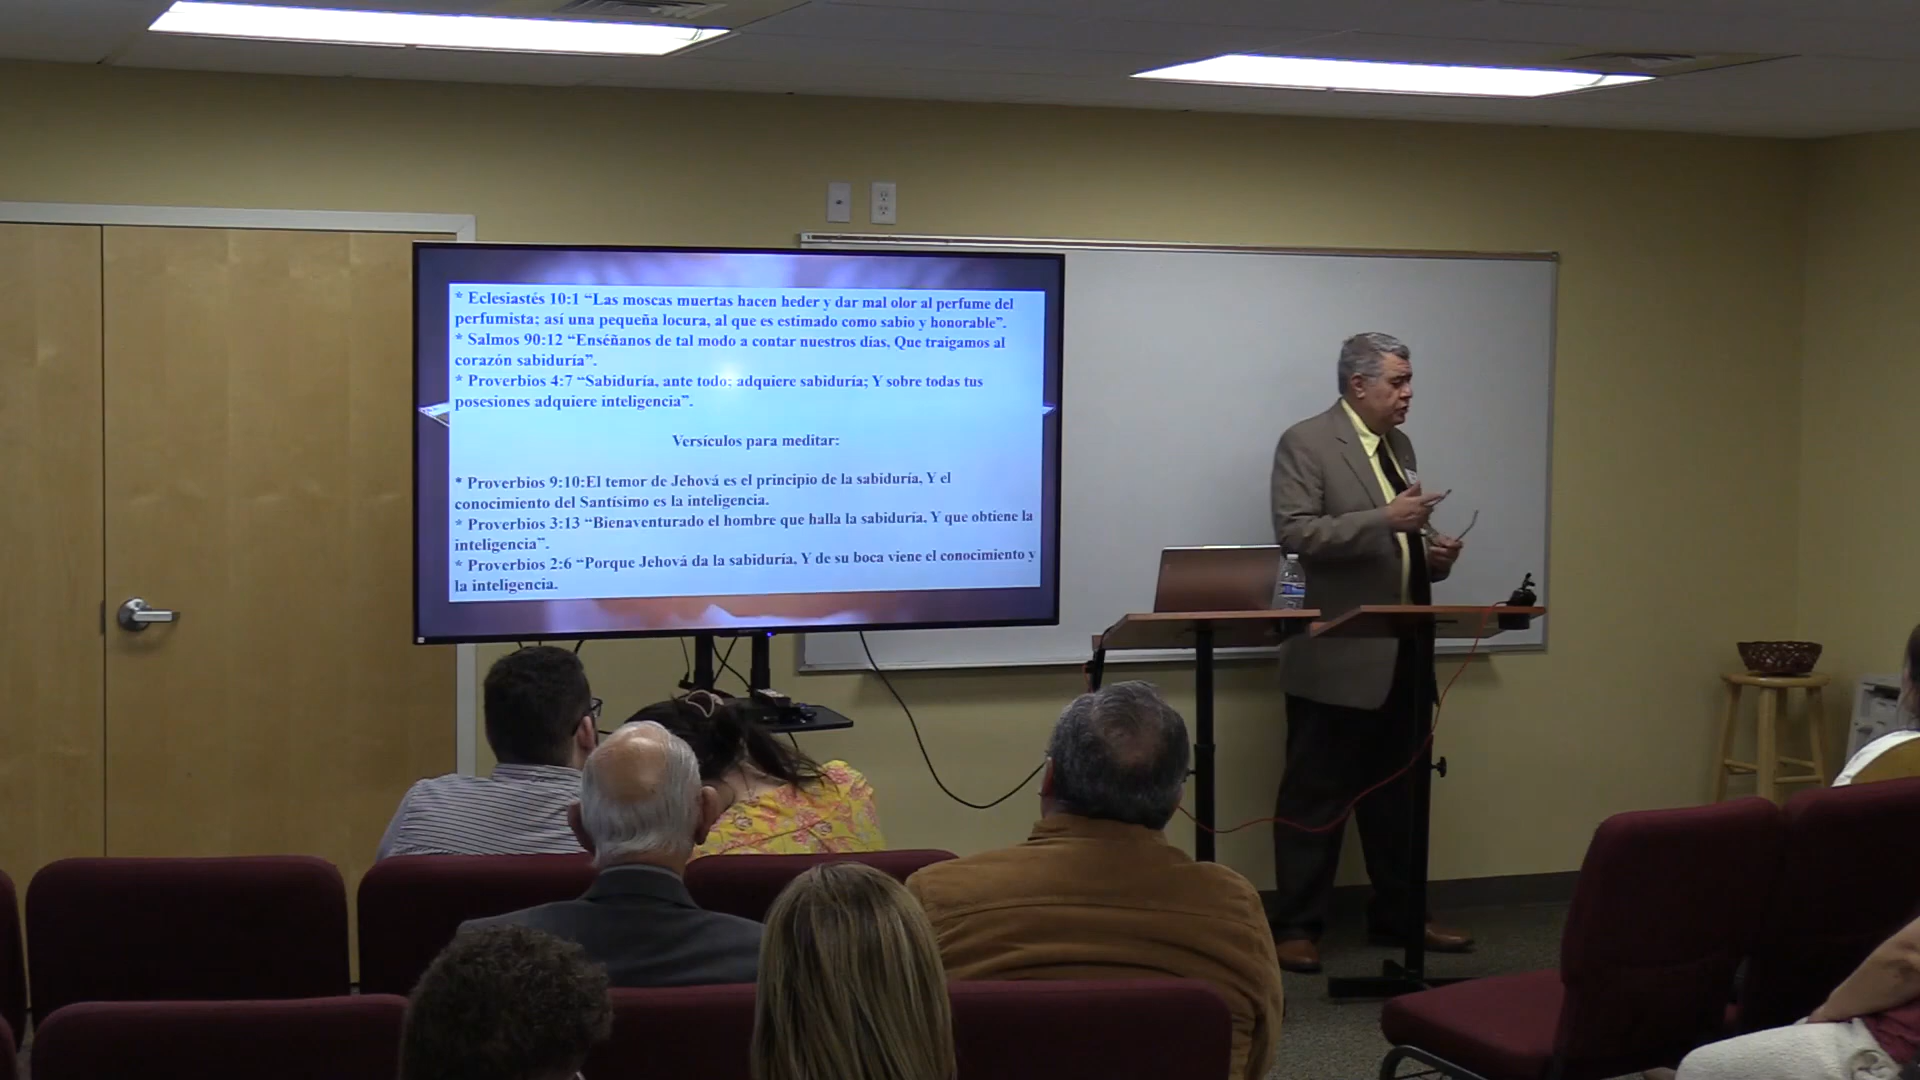 * Eclesiastés 10:1 “Las moscas muertas hacen heder y dar mal olor al perfume del
perfumista; así una pequeña locura, al que es estimado como sabio y honorable”.
* Salmos 90:12 “Enséñanos de tal modo a contar nuestros días, Que traigamos al
corazón sabiduría”.
* Proverbios 4:7 “Sabiduría, ante todo; adquiere sabiduría; Y sobre todas tus
posesiones adquiere inteligencia”.
Versículos para meditar:
* Proverbios 9:10:El temor de Jehová es el principio de la sabiduría, Y el
conocimiento del Santísimo es la inteligencia.
* Proverbios 3:13 “Bienaventurado el hombre que halla la sabiduría, Y que obtiene la
inteligencia”.
* Proverbios 2:6 “Porque Jehová da la sabiduría, Y de su boca viene el conocimiento y
la inteligencia.